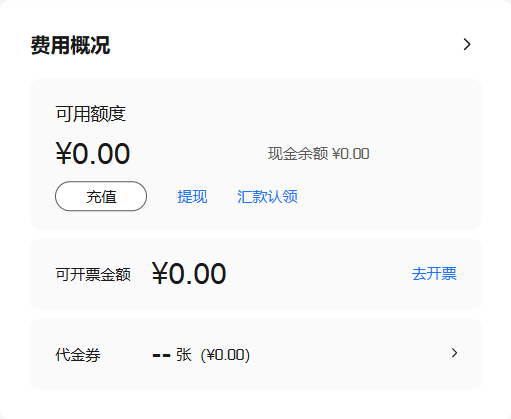 费用概况
可用额度
¥0.00 现金余额 ¥0.00
充值 提现 汇款认领
可开票金额 ¥0.00 去开票
代金券 -- 张（¥0.00）